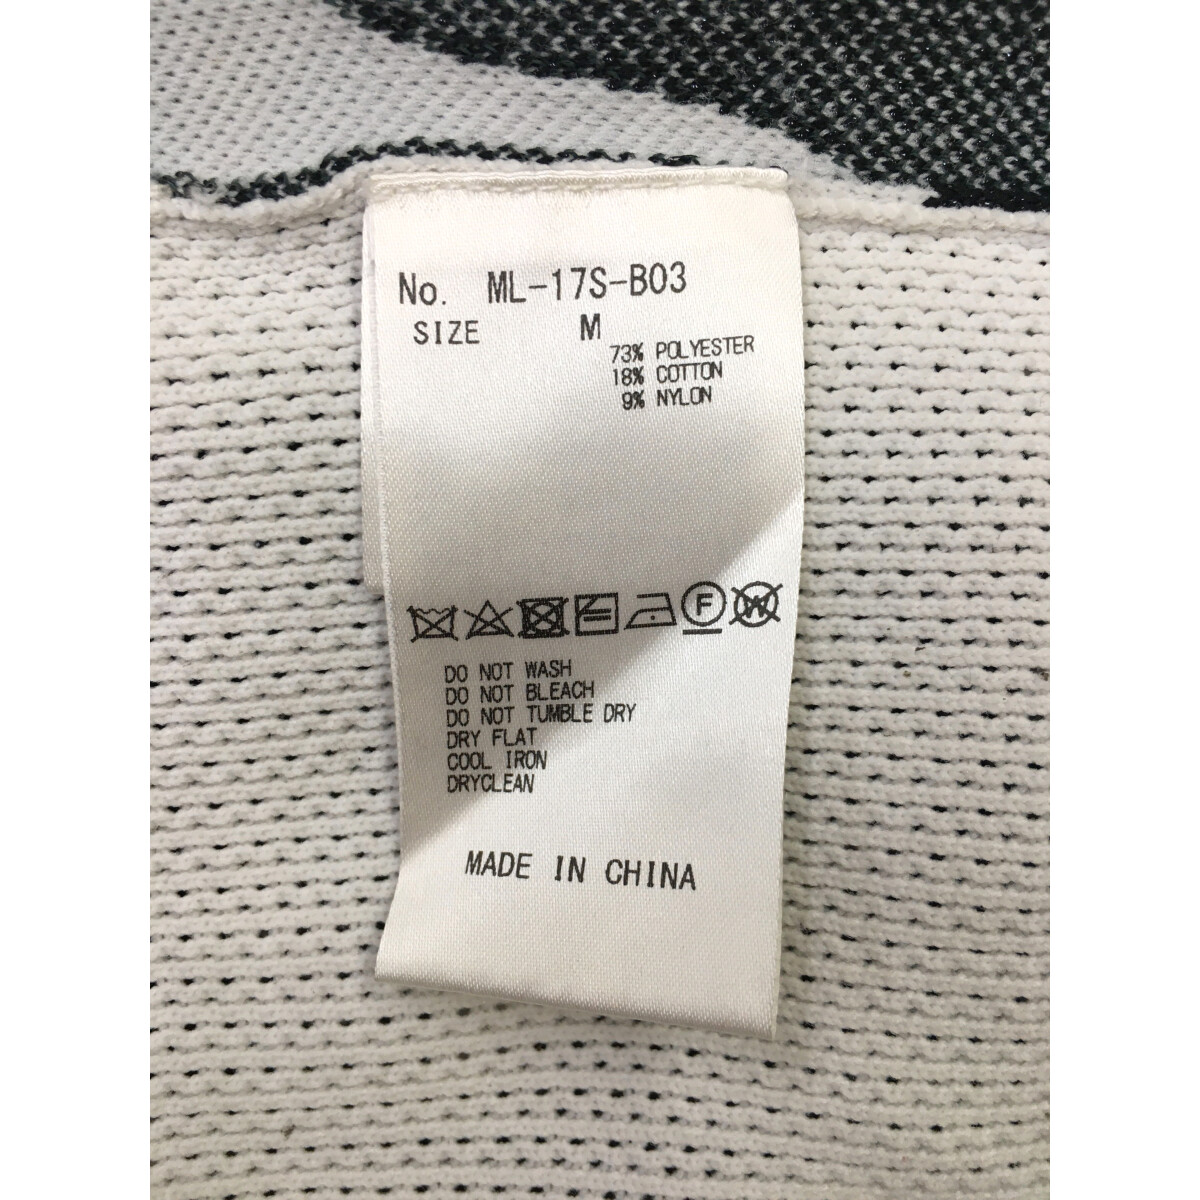 No. ML-17S-B03
SIZE M
73% POLYESTER
18% COTTON
9% NYLON
F W
DO NOT WASH
DO NOT BLEACH
DO NOT TUMBLE DRY
DRY FLAT
COOL IRON
DRYCLEAN
MADE IN CHINA